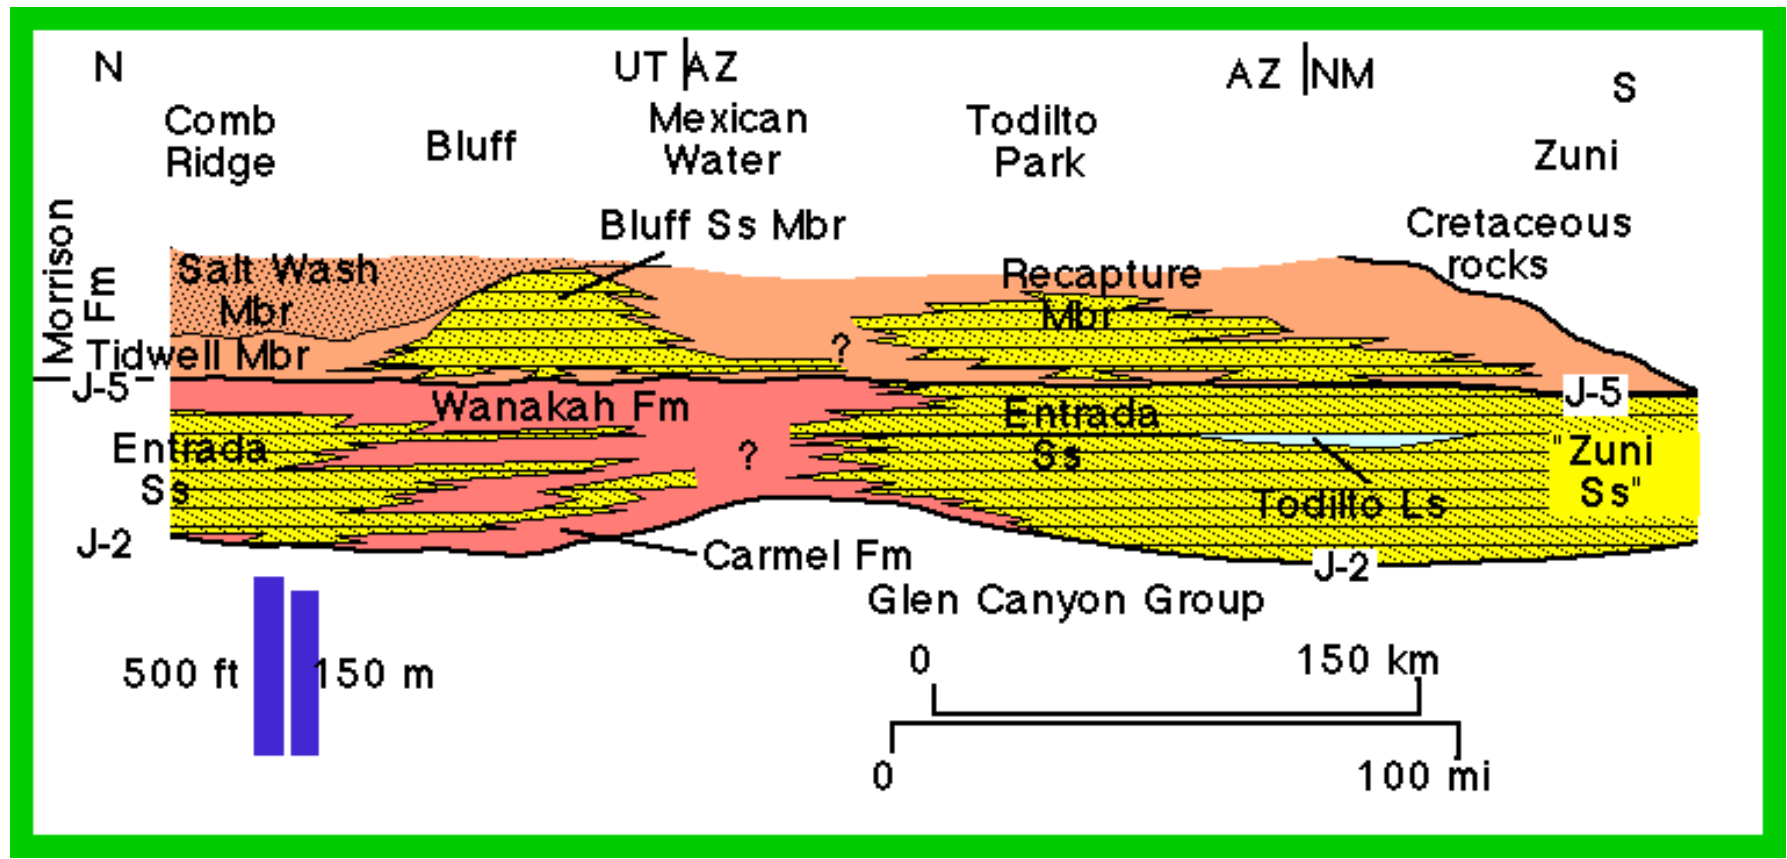 N
UT|AZ
AZ|NM
S
Comb
Ridge
Bluff
Mexican
Water
Todilto
Park
Zuni
Morrison
Fm
Bluff Ss Mbr
Cretaceous
rocks
Salt Wash
Mbr
Recapture
Mbr
Tidwell Mbr
?
J-5
J-5
Wanakah Fm
Entrada
Ss
Entrada
Ss
?
"Zuni
Ss"
Todilto Ls
J-2
Carmel Fm
J-2
Glen Canyon Group
500 ft
150 m
0
150 km
0
100 mi